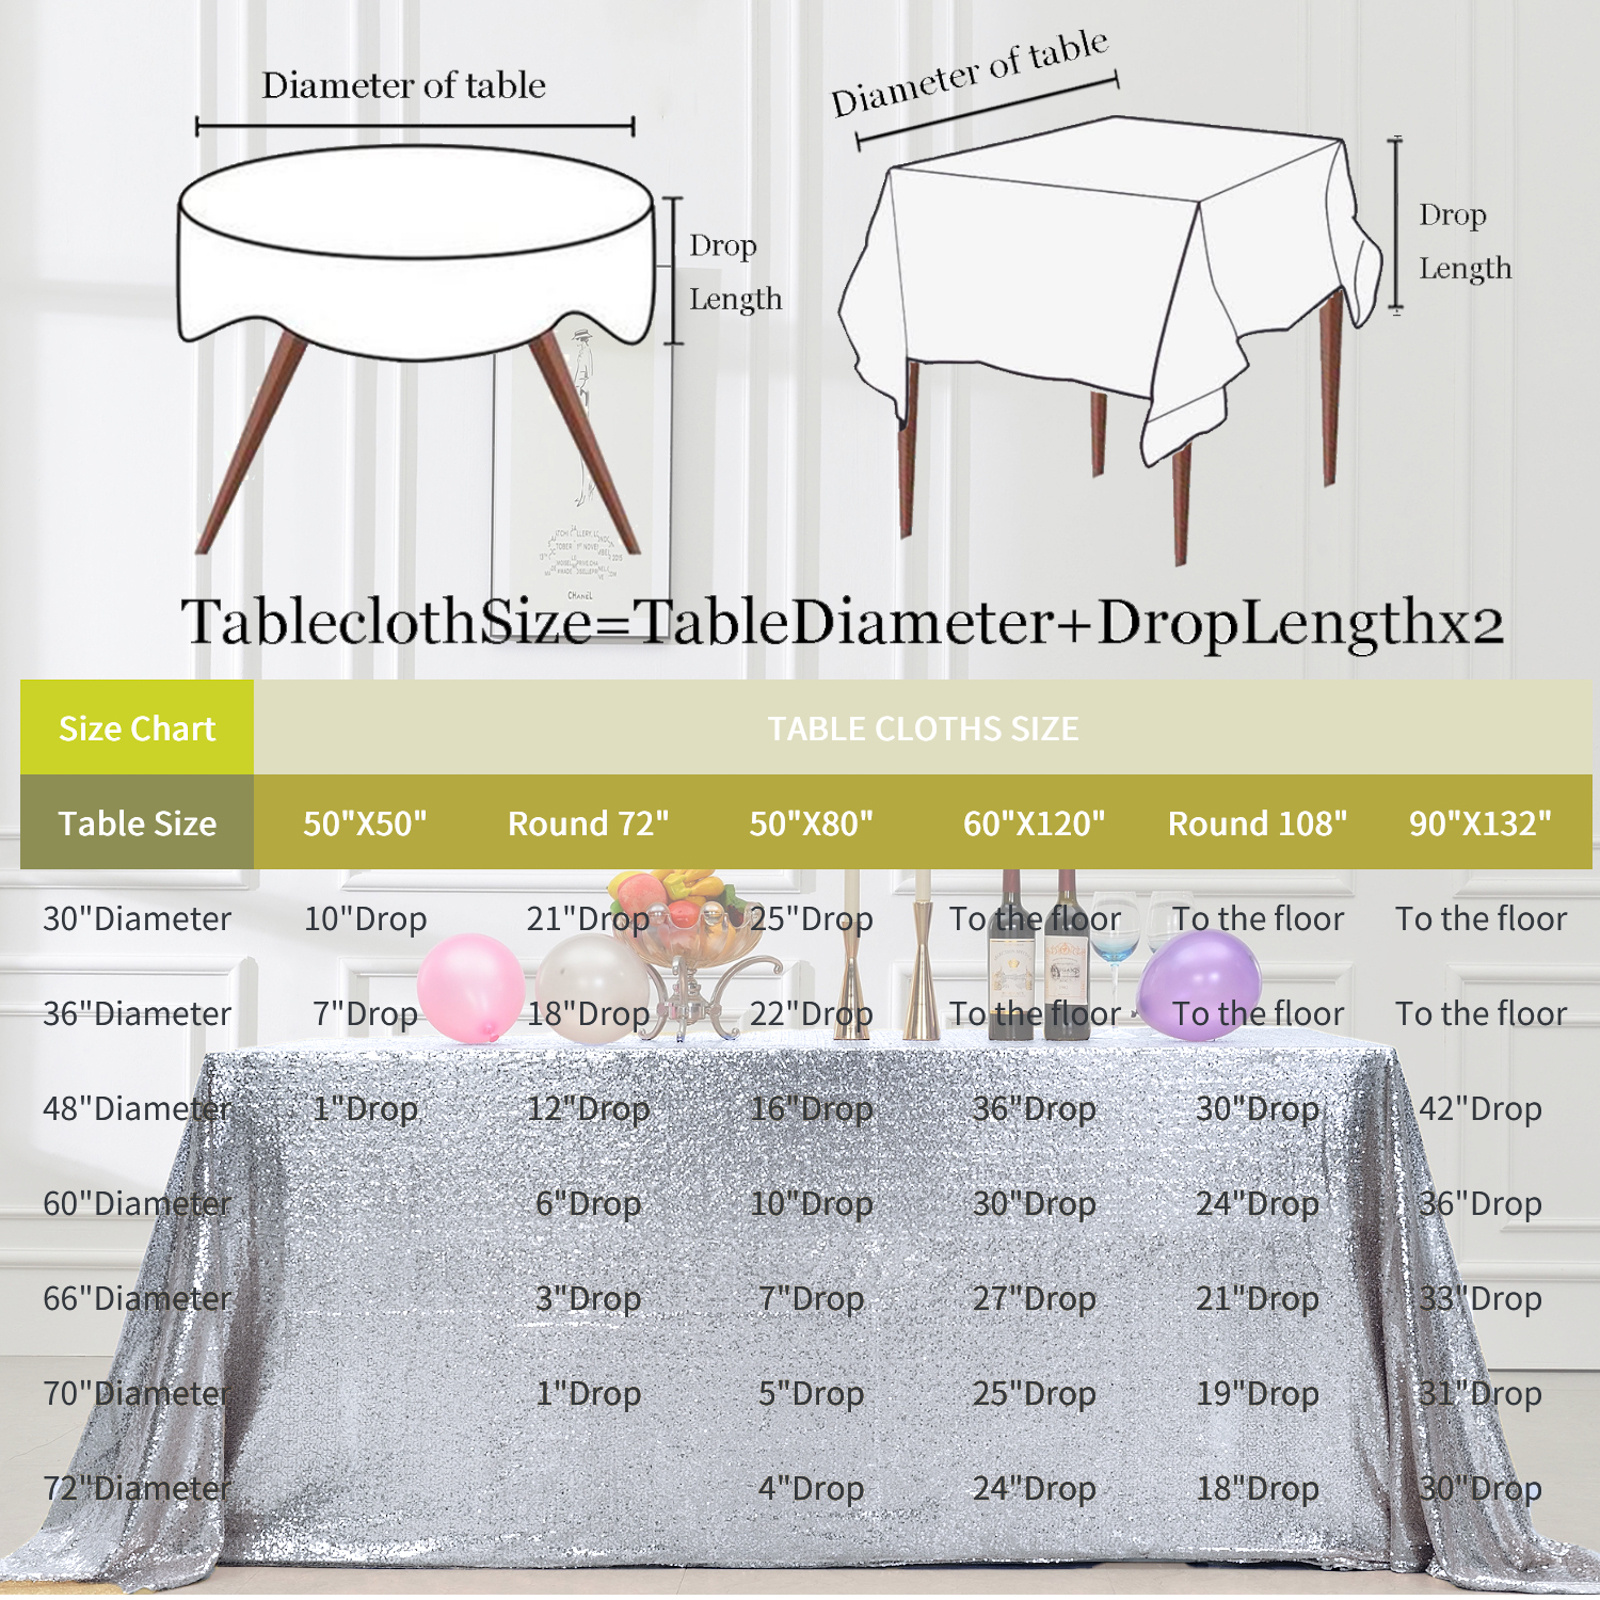 Diameter of table
Diameter of table
Drop
Length
Drop
Length
CHANEL
TableclothSize=TableDiameter+DropLengthx2
Size Chart TABLE CLOTHS SIZE
Table Size 50"X50" Round 72" 50"X80" 60"X120" Round 108" 90"X132"
30"Diameter 10"Drop 21"Drop 25"Drop To the floor To the floor To the floor
36"Diameter 7"Drop 18"Drop 22"Drop To the floor To the floor To the floor
48"Diameter 1"Drop 12"Drop 16"Drop 36"Drop 30"Drop 42"Drop
60"Diameter 6"Drop 10"Drop 30"Drop 24"Drop 36"Drop
66"Diameter 3"Drop 7"Drop 27"Drop 21"Drop 33"Drop
70"Diameter 1"Drop 5"Drop 25"Drop 19"Drop 31"Drop
72"Diameter 4"Drop 24"Drop 18"Drop 30"Drop